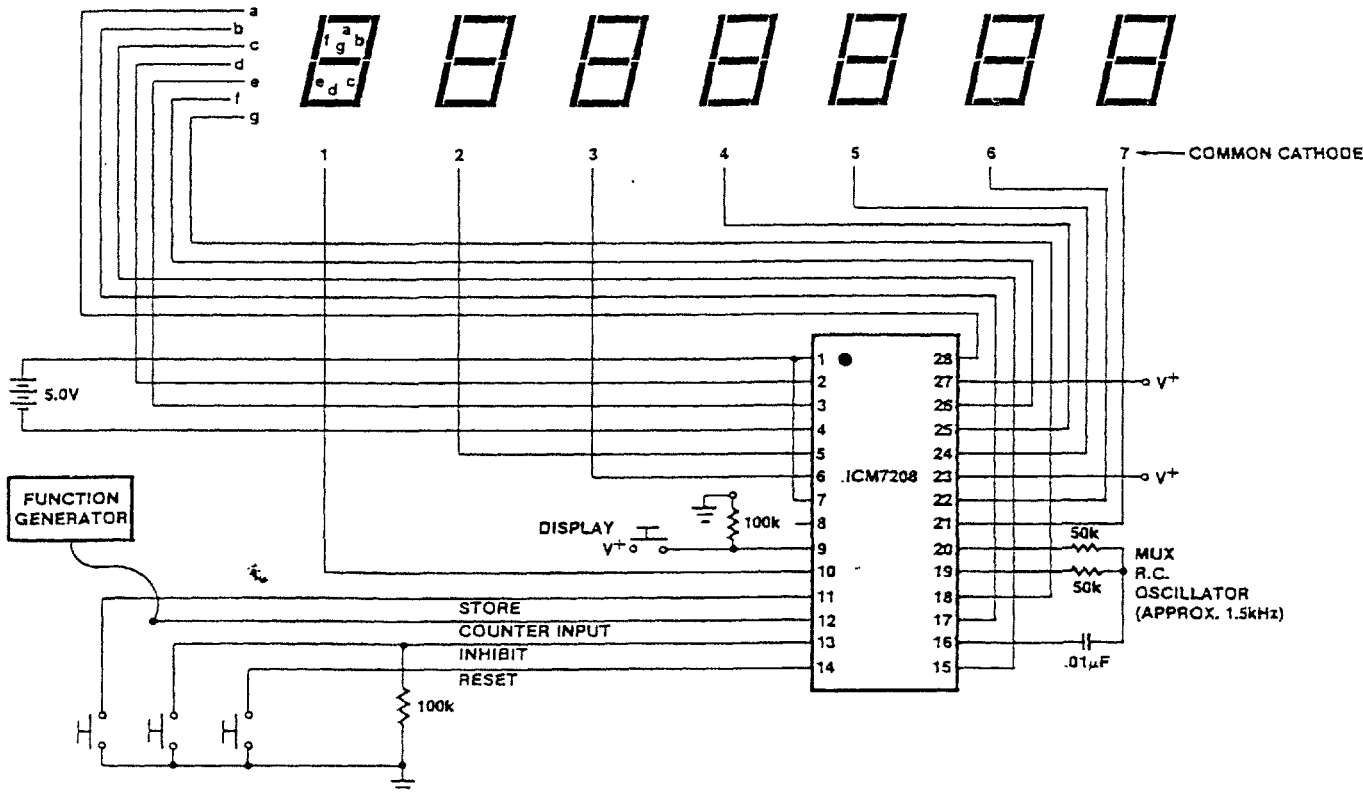 a
b
c
d
e
f
g
a
f b
g
e c
d
1 2 3 4 5 6 7 COMMON CATHODE
5.0V
FUNCTION
GENERATOR
DISPLAY
V+
100k
.ICM7208
1 28
2 27 V+
3 26
4 25
5 24
6 23 V+
7 22
8 21
9 20 50k
10 19 50k
11 18
12 17
13 16 .01µF
14 15
MUX
R.C.
OSCILLATOR
(APPROX. 1.5kHz)
STORE
COUNTER INPUT
INHIBIT
RESET
100k